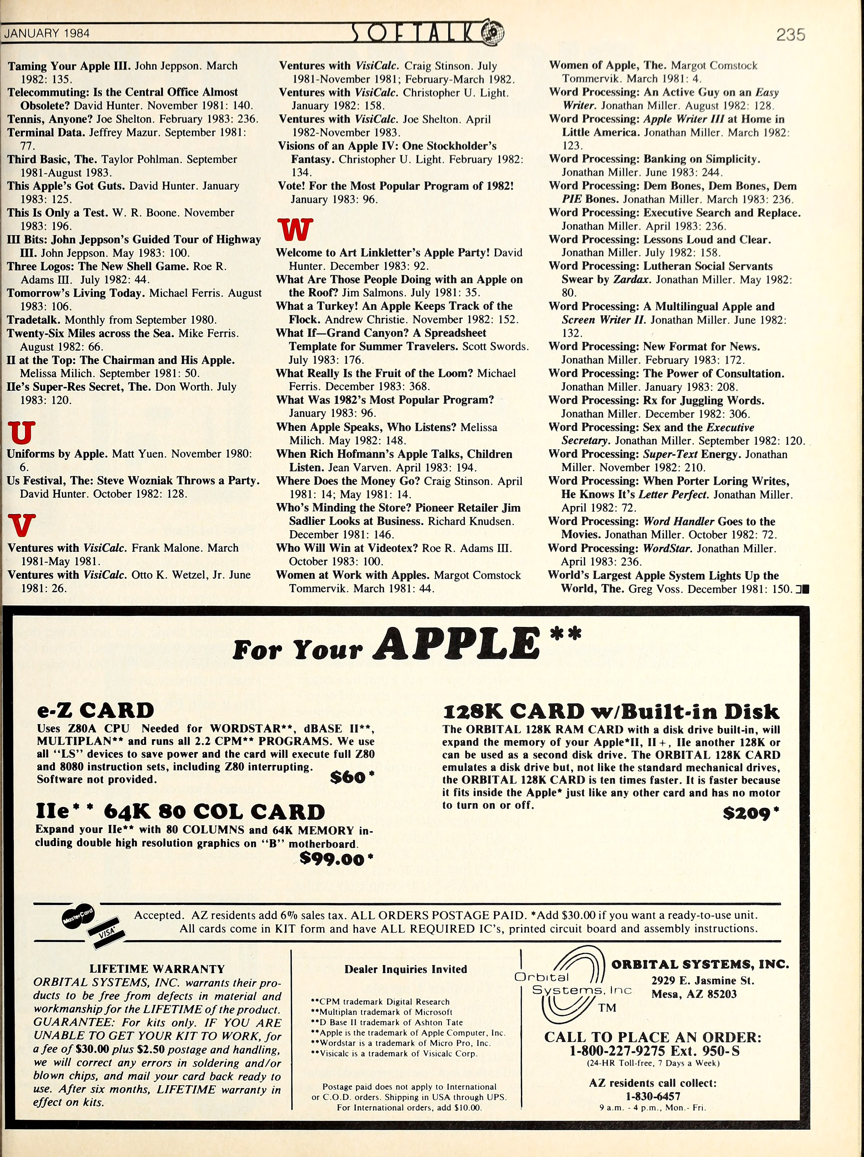 JANUARY 1984
SOFTALK
235
Taming Your Apple III. John Jeppson. March
1982: 135.
Telecommuting: Is the Central Office Almost
Obsolete? David Hunter. November 1981: 140.
Tennis, Anyone? Joe Shelton. February 1983: 236.
Terminal Data. Jeffrey Mazur. September 1981:
77.
Third Basic, The. Taylor Pohlman. September
1981-August 1983.
This Apple's Got Guts. David Hunter. January
1983: 125.
This Is Only a Test. W. R. Boone. November
1983: 196.
III Bits: John Jeppson's Guided Tour of Highway
III. John Jeppson. May 1983: 100.
Three Logos: The New Shell Game. Roe R.
Adams III. July 1982: 44.
Tomorrow's Living Today. Michael Ferris. August
1983: 106.
Tradetalk. Monthly from September 1980.
Twenty-Six Miles across the Sea. Mike Ferris.
August 1982: 66.
II at the Top: The Chairman and His Apple.
Melissa Milich. September 1981: 50.
IIe's Super-Res Secret, The. Don Worth. July
1983: 120.
U
Uniforms by Apple. Matt Yuen. November 1980:
6.
Us Festival, The: Steve Wozniak Throws a Party.
David Hunter. October 1982: 128.
V
Ventures with VisiCalc. Frank Malone. March
1981-May 1981.
Ventures with VisiCalc. Otto K. Wetzel, Jr. June
1981: 26.
Ventures with VisiCalc. Craig Stinson. July
1981-November 1981; February-March 1982.
Ventures with VisiCalc. Christopher U. Light.
January 1982: 158.
Ventures with VisiCalc. Joe Shelton. April
1982-November 1983.
Visions of an Apple IV: One Stockholder's
Fantasy. Christopher U. Light. February 1982:
134.
Vote! For the Most Popular Program of 1982!
January 1983: 96.
W
Welcome to Art Linkletter's Apple Party! David
Hunter. December 1983: 92.
What Are Those People Doing with an Apple on
the Roof? Jim Salmons. July 1981: 35.
What a Turkey! An Apple Keeps Track of the
Flock. Andrew Christie. November 1982: 152.
What If—Grand Canyon? A Spreadsheet
Template for Summer Travelers. Scott Swords.
July 1983: 176.
What Really Is the Fruit of the Loom? Michael
Ferris. December 1983: 368.
What Was 1982's Most Popular Program?
January 1983: 96.
When Apple Speaks, Who Listens? Melissa
Milich. May 1982: 148.
When Rich Hofmann's Apple Talks, Children
Listen. Jean Varven. April 1983: 194.
Where Does the Money Go? Craig Stinson. April
1981: 14; May 1981: 14.
Who's Minding the Store? Pioneer Retailer Jim
Sadlier Looks at Business. Richard Knudsen.
December 1981: 146.
Who Will Win at Videotex? Roe R. Adams III.
October 1983: 100.
Women at Work with Apples. Margot Comstock
Tommervik. March 1981: 44.
Women of Apple, The. Margot Comstock
Tommervik. March 1981: 4.
Word Processing: An Active Guy on an Easy
Writer. Jonathan Miller. August 1982: 128.
Word Processing: Apple Writer III at Home in
Little America. Jonathan Miller. March 1982:
123.
Word Processing: Banking on Simplicity.
Jonathan Miller. June 1983: 244.
Word Processing: Dem Bones, Dem Bones, Dem
PIE Bones. Jonathan Miller. March 1983: 236.
Word Processing: Executive Search and Replace.
Jonathan Miller. April 1983: 236.
Word Processing: Lessons Loud and Clear.
Jonathan Miller. July 1982: 158.
Word Processing: Lutheran Social Servants
Swear by Zardax. Jonathan Miller. May 1982:
80.
Word Processing: A Multilingual Apple and
Screen Writer II. Jonathan Miller. June 1982:
132.
Word Processing: New Format for News.
Jonathan Miller. February 1983: 172.
Word Processing: The Power of Consultation.
Jonathan Miller. January 1983: 208.
Word Processing: Rx for Juggling Words.
Jonathan Miller. December 1982: 306.
Word Processing: Sex and the Executive
Secretary. Jonathan Miller. September 1982: 120.
Word Processing: Super-Text Energy. Jonathan
Miller. November 1982: 210.
Word Processing: When Porter Loring Writes,
He Knows It's Letter Perfect. Jonathan Miller.
April 1982: 72.
Word Processing: Word Handler Goes to the
Movies. Jonathan Miller. October 1982: 72.
Word Processing: WordStar. Jonathan Miller.
April 1983: 236.
World's Largest Apple System Lights Up the
World, The. Greg Voss. December 1981: 150.
For Your APPLE**
e-Z CARD
Uses Z80A CPU Needed for WORDSTAR**, dBASE II**,
MULTIPLAN** and runs all 2.2 CPM** PROGRAMS. We use
all "LS" devices to save power and the card will execute full Z80
and 8080 instruction sets, including Z80 interrupting.
Software not provided. $60*
IIe** 64K 80 COL CARD
Expand your IIe** with 80 COLUMNS and 64K MEMORY in-
cluding double high resolution graphics on "B" motherboard.
$99.00*
128K CARD w/Built-in Disk
The ORBITAL 128K RAM CARD with a disk drive built-in, will
expand the memory of your Apple*II, II+, IIe another 128K or
can be used as a second disk drive. The ORBITAL 128K CARD
emulates a disk drive but, not like the standard mechanical drives,
the ORBITAL 128K CARD is ten times faster. It is faster because
it fits inside the Apple* just like any other card and has no motor
to turn on or off.
$209*
MasterCard
VISA
Accepted. AZ residents add 6% sales tax. ALL ORDERS POSTAGE PAID. *Add $30.00 if you want a ready-to-use unit.
All cards come in KIT form and have ALL REQUIRED IC's, printed circuit board and assembly instructions.
LIFETIME WARRANTY
ORBITAL SYSTEMS, INC. warrants their pro-
ducts to be free from defects in material and
workmanship for the LIFETIME of the product.
GUARANTEE: For kits only. IF YOU ARE
UNABLE TO GET YOUR KIT TO WORK, for
a fee of $30.00 plus $2.50 postage and handling,
we will correct any errors in soldering and/or
blown chips, and mail your card back ready to
use. After six months, LIFETIME warranty in
effect on kits.
Dealer Inquiries Invited
**CPM trademark Digital Research
**Multiplan trademark of Microsoft
**D Base II trademark of Ashton Tate
**Apple is the trademark of Apple Computer, Inc.
**Wordstar is a trademark of Micro Pro, Inc.
**Visicalc is a trademark of Visicalc Corp.
Postage paid does not apply to International
or C.O.D. orders. Shipping in USA through UPS.
For International orders, add $10.00.
Orbital
Systems, Inc
TM
ORBITAL SYSTEMS, INC.
2929 E. Jasmine St.
Mesa, AZ 85203
CALL TO PLACE AN ORDER:
1-800-227-9275 Ext. 950-S
(24-HR Toll-free, 7 Days a Week)
AZ residents call collect:
1-830-6457
9 a.m. - 4 p.m., Mon.- Fri.